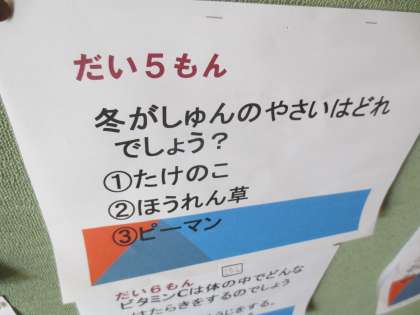 だい5もん
冬がしゅんのやさいはどれ
でしょう?
①たけのこ
②ほうれん草
③ピーマン
だい6もん
ビタミンCは体の中でどんな
はたらきをするのでしょう